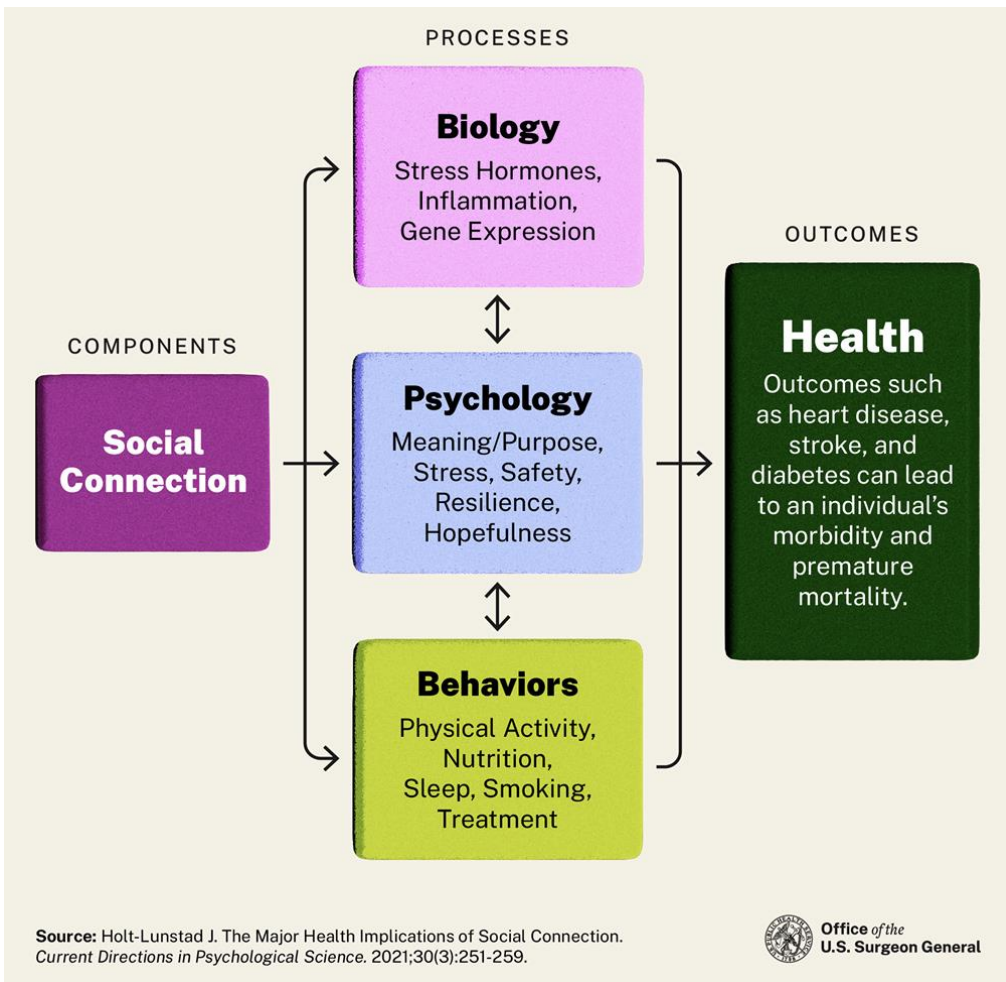 PROCESSES
Biology
Stress Hormones,
Inflammation,
Gene Expression
COMPONENTS
Social
Connection
Psychology
Meaning/Purpose,
Stress, Safety,
Resilience,
Hopefulness
Behaviors
Physical Activity,
Nutrition,
Sleep, Smoking,
Treatment
OUTCOMES
Health
Outcomes such
as heart disease,
stroke, and
diabetes can lead
to an individual’s
morbidity and
premature
mortality.
Source: Holt-Lunstad J. The Major Health Implications of Social Connection.
Current Directions in Psychological Science. 2021;30(3):251-259.
Office of the
U.S. Surgeon General